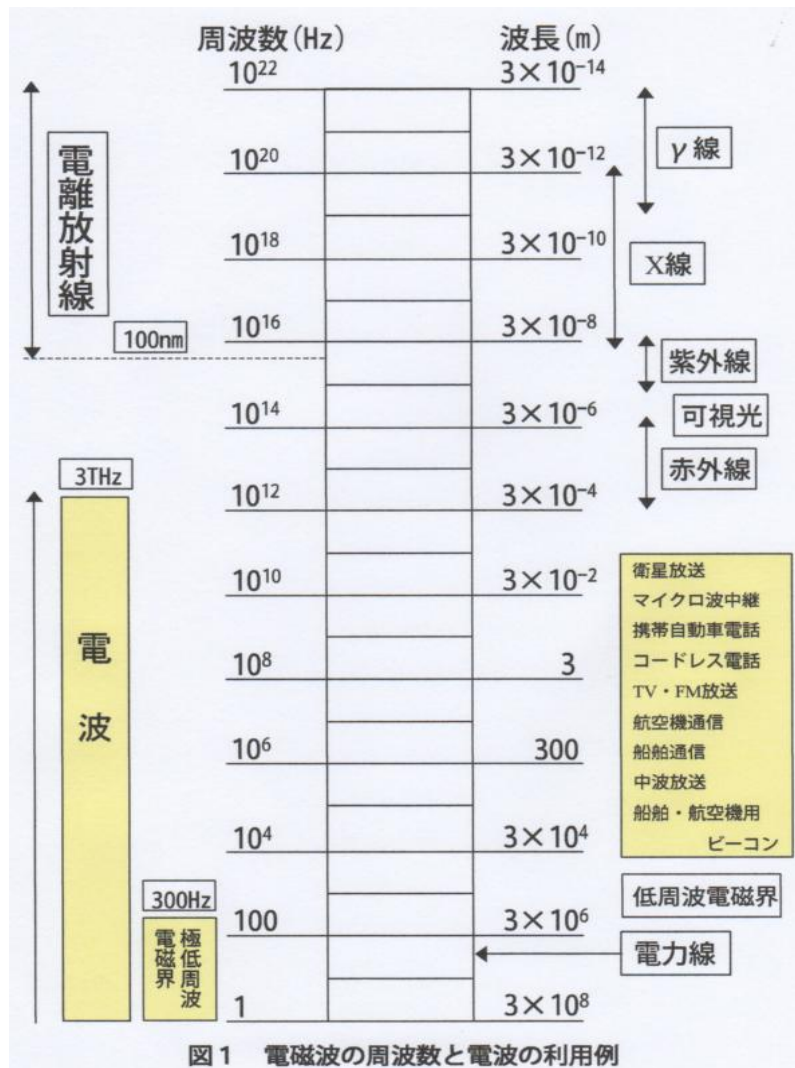 周波数(Hz) 波長(m)
10²² 3×10⁻¹⁴
電離放射線
γ線
10²⁰ 3×10⁻¹²
10¹⁸ 3×10⁻¹⁰
X線
100nm
10¹⁶ 3×10⁻⁸
紫外線
10¹⁴ 3×10⁻⁶
可視光
赤外線
3THz
10¹² 3×10⁻⁴
電波
10¹⁰ 3×10⁻²
10⁸ 3
10⁶ 300
10⁴ 3×10⁴
衛星放送
マイクロ波中継
携帯自動車電話
コードレス電話
TV・FM放送
航空機通信
船舶通信
中波放送
船舶・航空機用
ビーコン
300Hz
極低周波
電磁界
低周波電磁界
100 3×10⁶
電力線
1 3×10⁸
図1 電磁波の周波数と電波の利用例